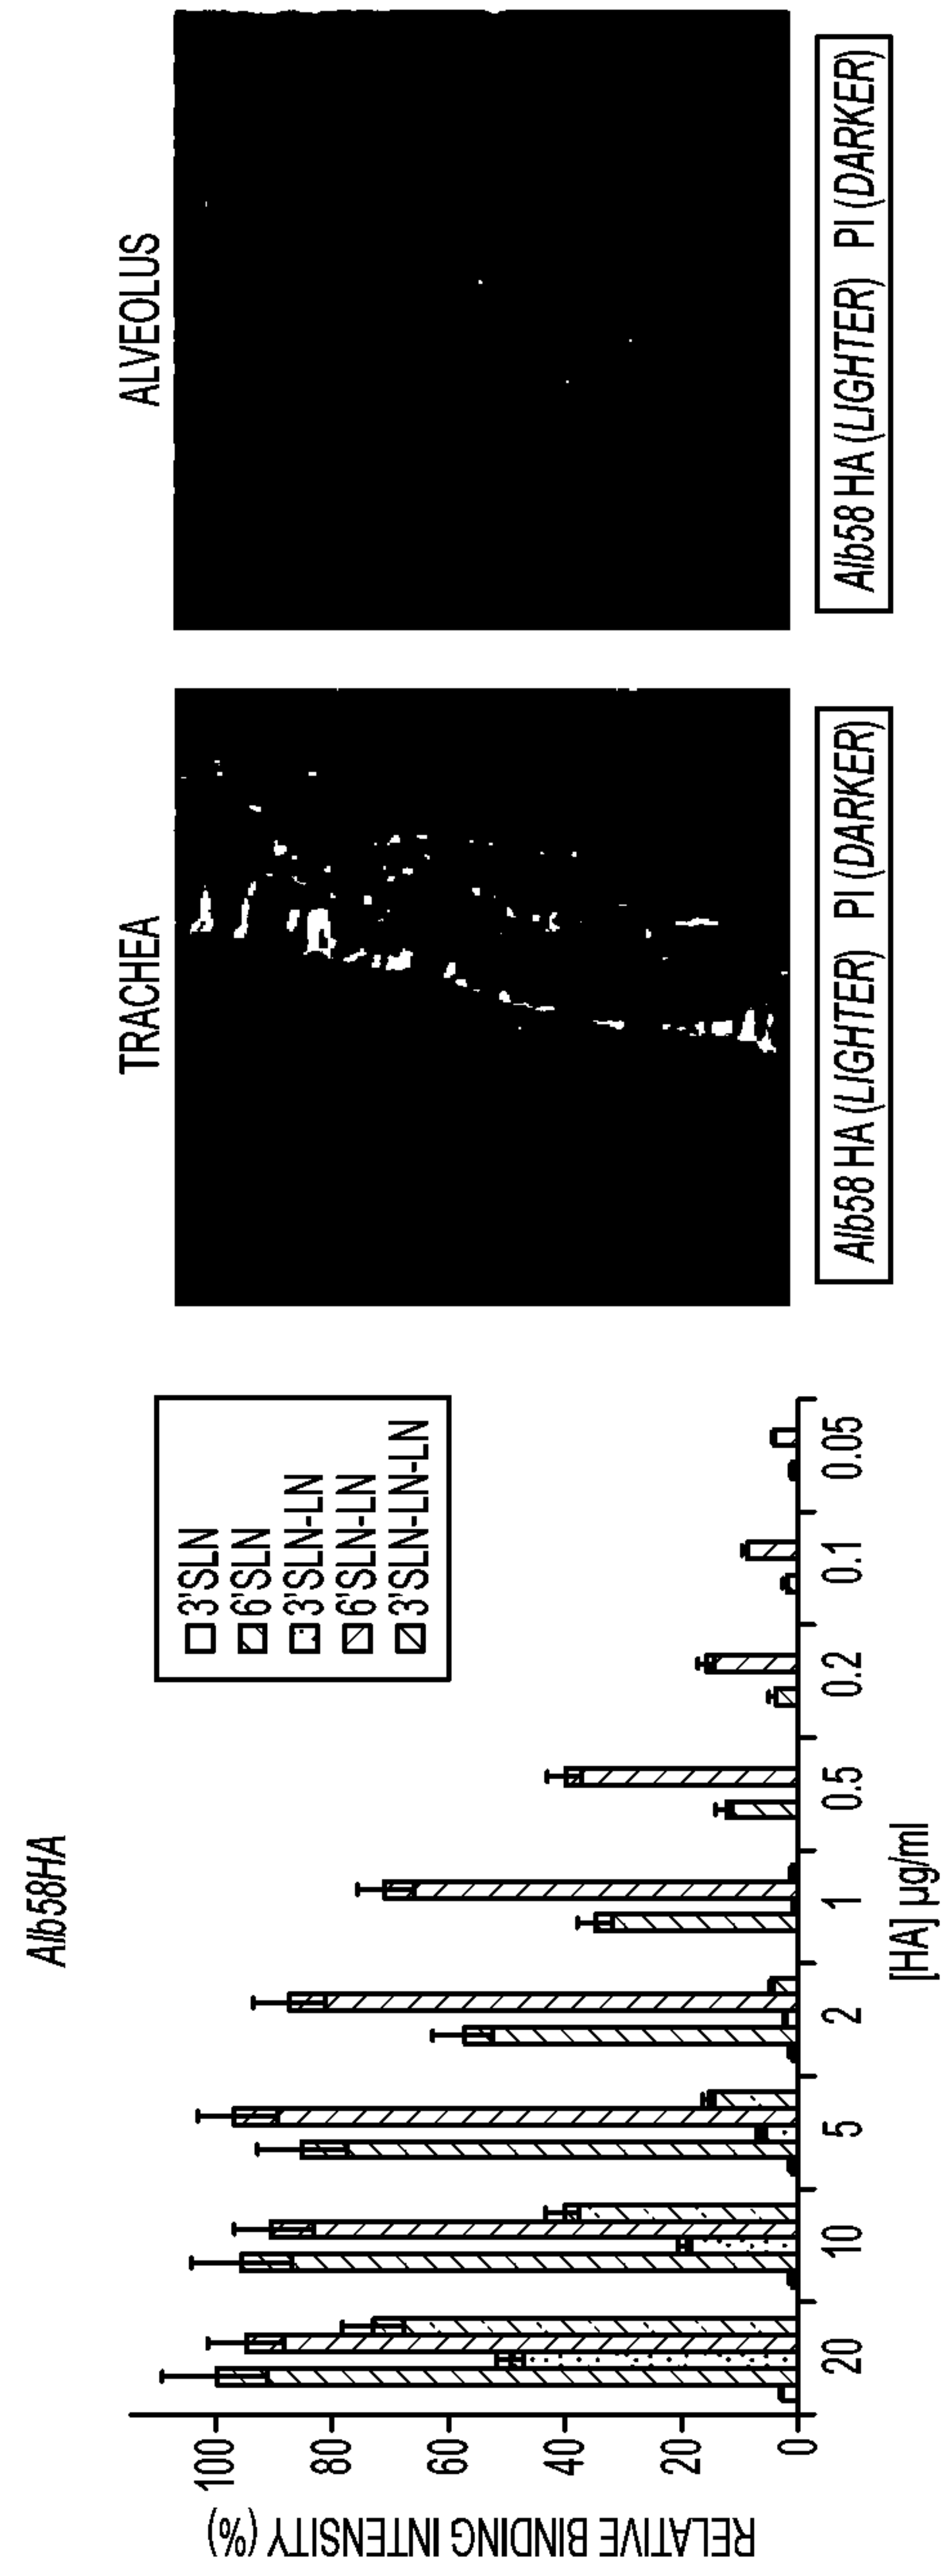 Alb58HA
RELATIVE BINDING INTENSITY (%)
100
80
60
40
20
0
3'SLN
6'SLN
3'SLN-LN
6'SLN-LN
3'SLN-LN-LN
20 10 5 2 1 0.5 0.2 0.1 0.05
[HA] µg/ml
TRACHEA
Alb58 HA (LIGHTER) PI (DARKER)
ALVEOLUS
Alb58 HA (LIGHTER) PI (DARKER)